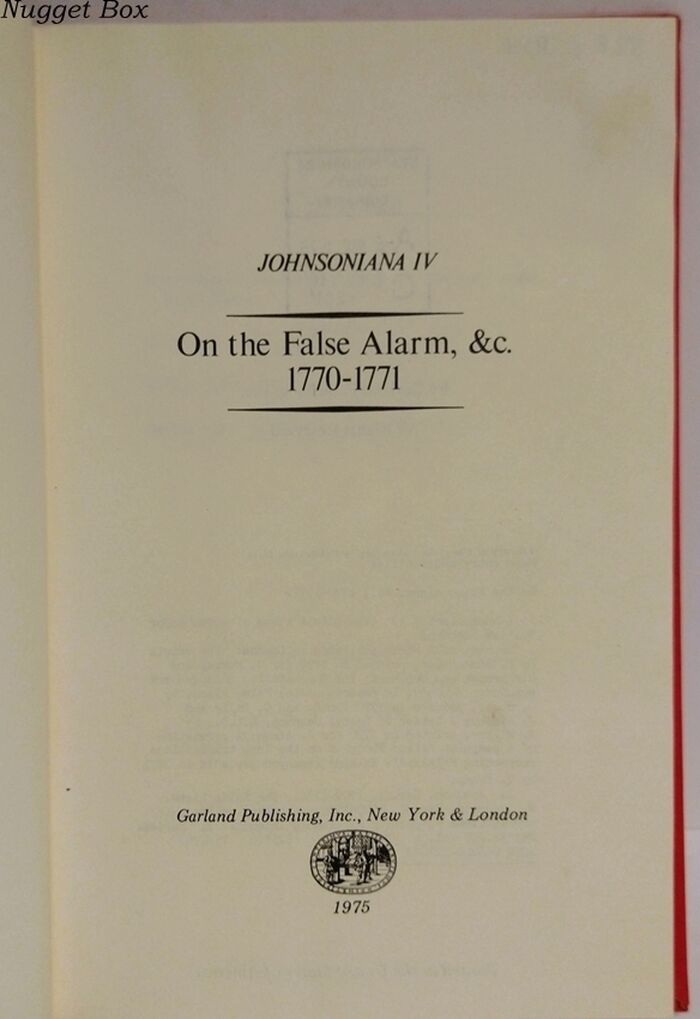 Nugget Box
JOHNSONIANA IV
On the False Alarm, &c.
1770-1771
Garland Publishing, Inc., New York & London
1975